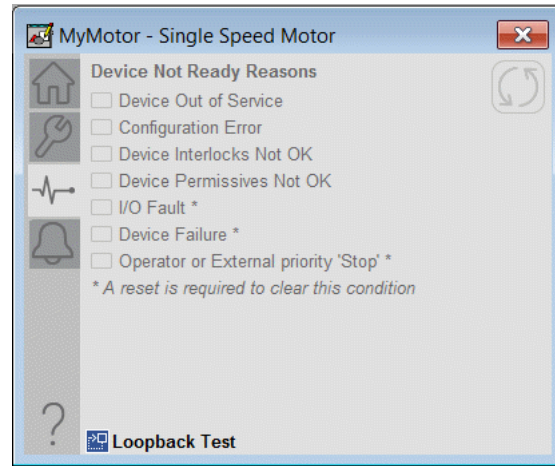 MyMotor - Single Speed Motor
Device Not Ready Reasons
Device Out of Service
Configuration Error
Device Interlocks Not OK
Device Permissives Not OK
I/O Fault *
Device Failure *
Operator or External priority 'Stop' *
* A reset is required to clear this condition
?
Loopback Test